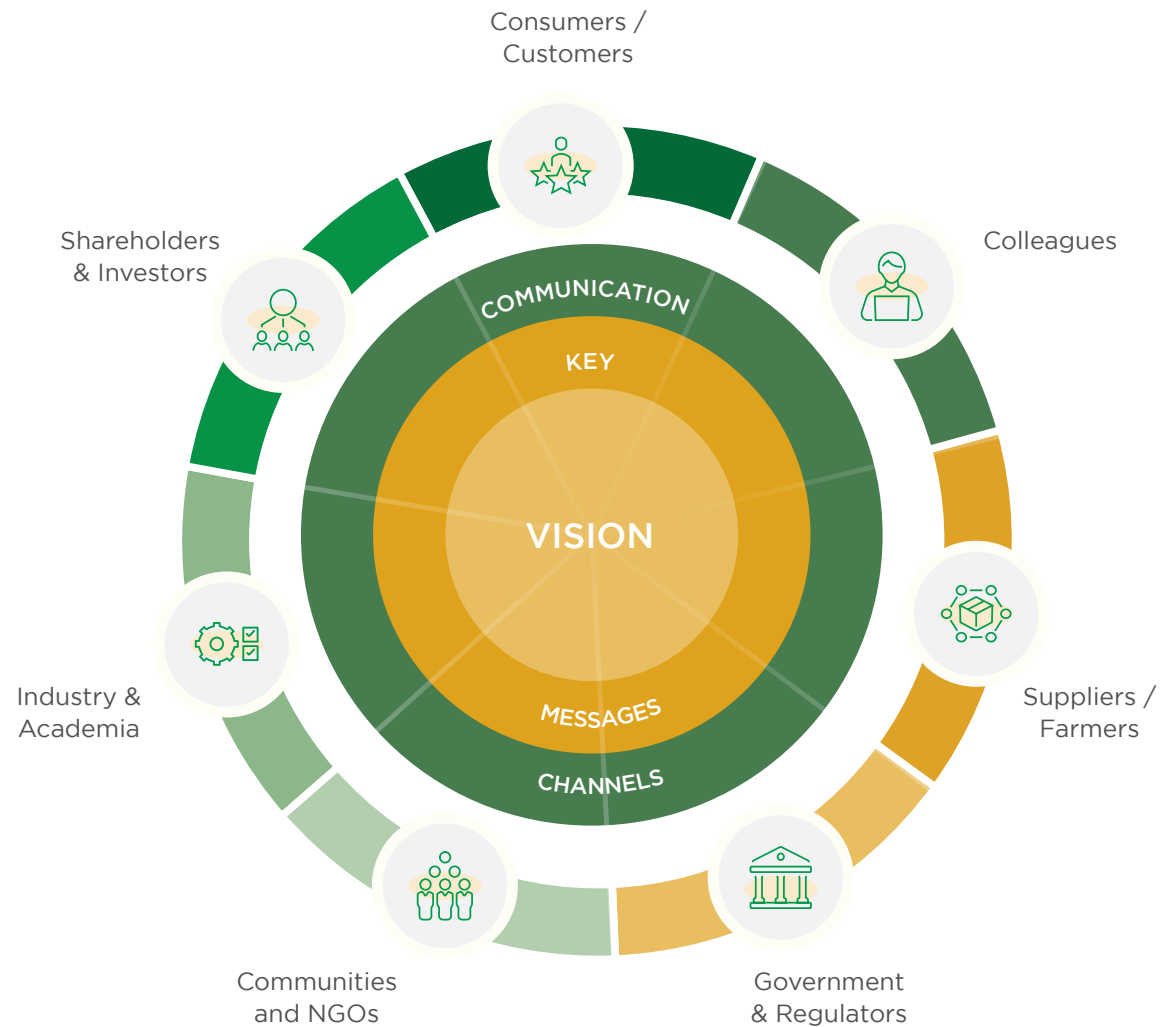 Consumers /
Customers
Shareholders
& Investors
Colleagues
COMMUNICATION
KEY
VISION
MESSAGES
CHANNELS
Industry &
Academia
Suppliers /
Farmers
Communities
and NGOs
Government
& Regulators